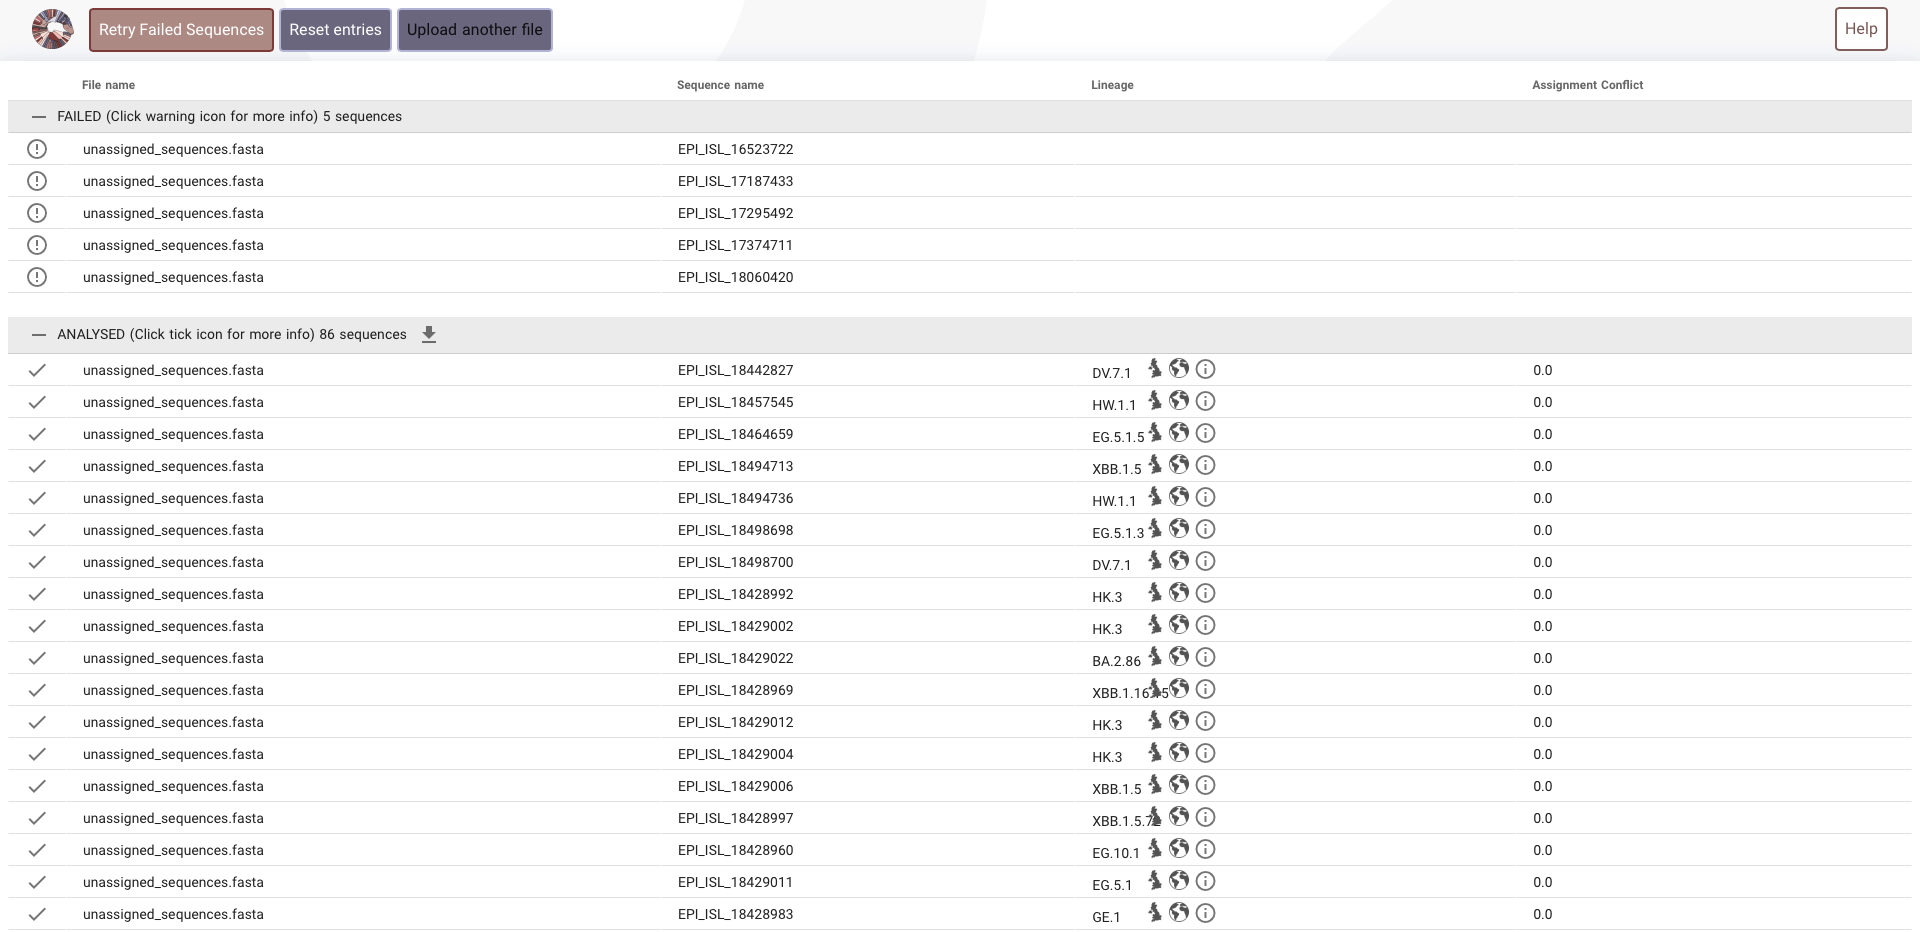 Retry Failed Sequences Reset entries Upload another file Help
File name Sequence name Lineage Assignment Conflict
FAILED (Click warning icon for more info) 5 sequences
unassigned_sequences.fasta EPI_ISL_16523722
unassigned_sequences.fasta EPI_ISL_17187433
unassigned_sequences.fasta EPI_ISL_17295492
unassigned_sequences.fasta EPI_ISL_17374711
unassigned_sequences.fasta EPI_ISL_18060420
ANALYSED (Click tick icon for more info) 86 sequences
unassigned_sequences.fasta EPI_ISL_18442827 DV.7.1 0.0
unassigned_sequences.fasta EPI_ISL_18457545 HW.1.1 0.0
unassigned_sequences.fasta EPI_ISL_18464659 EG.5.1.5 0.0
unassigned_sequences.fasta EPI_ISL_18494713 XBB.1.5 0.0
unassigned_sequences.fasta EPI_ISL_18494736 HW.1.1 0.0
unassigned_sequences.fasta EPI_ISL_18498698 EG.5.1.3 0.0
unassigned_sequences.fasta EPI_ISL_18498700 DV.7.1 0.0
unassigned_sequences.fasta EPI_ISL_18428992 HK.3 0.0
unassigned_sequences.fasta EPI_ISL_18429002 HK.3 0.0
unassigned_sequences.fasta EPI_ISL_18429022 BA.2.86 0.0
unassigned_sequences.fasta EPI_ISL_18428969 0.0
unassigned_sequences.fasta EPI_ISL_18429012 HK.3 0.0
unassigned_sequences.fasta EPI_ISL_18429004 HK.3 0.0
unassigned_sequences.fasta EPI_ISL_18429006 XBB.1.5 0.0
unassigned_sequences.fasta EPI_ISL_18428997 0.0
unassigned_sequences.fasta EPI_ISL_18428960 EG.10.1 0.0
unassigned_sequences.fasta EPI_ISL_18429011 EG.5.1 0.0
unassigned_sequences.fasta EPI_ISL_18428983 GE.1 0.0